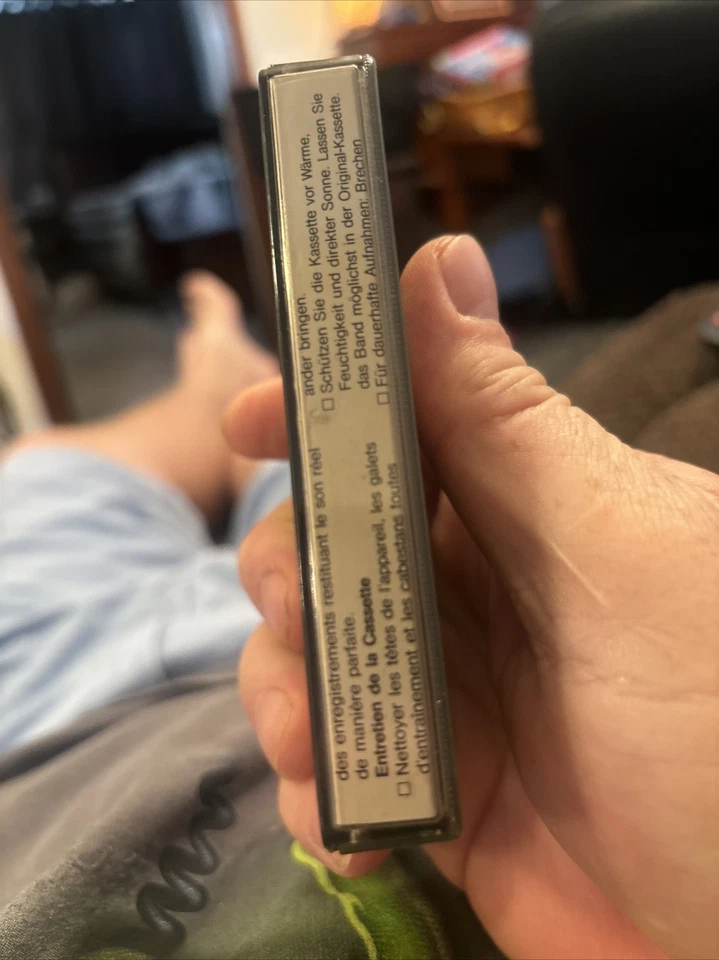 des enregistrements restituant le son réel
de manière parfaite.
Entretien de la Cassette
☐ Nettoyer les têtes de l'appareil, les galets
d'entraînement et les cabestans toutes
ander bringen.
☐ Schützen Sie die Kassette vor Wärme,
Feuchtigkeit und direkter Sonne. Lassen Sie
das Band möglichst in der Original-Kassette.
☐ Für dauerhafte Aufnahmen: Brechen